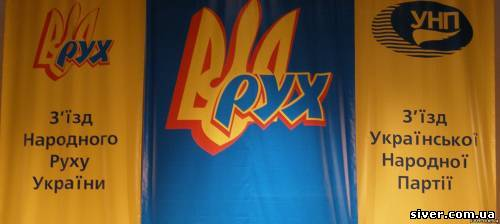 РУХ
З'їзд
Народного
Руху
України
РУХ
УНП
З'їзд
Української
Народної
Партії
siver.com.ua